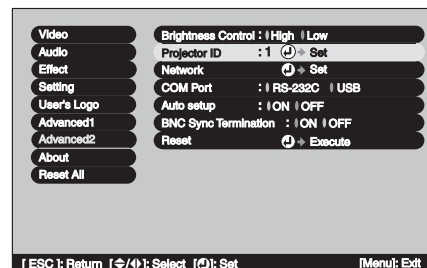 Video
Audio
Effect
Setting
User's Logo
Advanced1
Advanced2
About
Reset All
Brightness Control : High Low
Projector ID : 1 Set
Network Set
COM Port : RS-232C USB
Auto setup : ON OFF
BNC Sync Termination : ON OFF
Reset Execute
[ ESC ]: Return [ / ]: Select [ ]: Set [Menu]: Exit